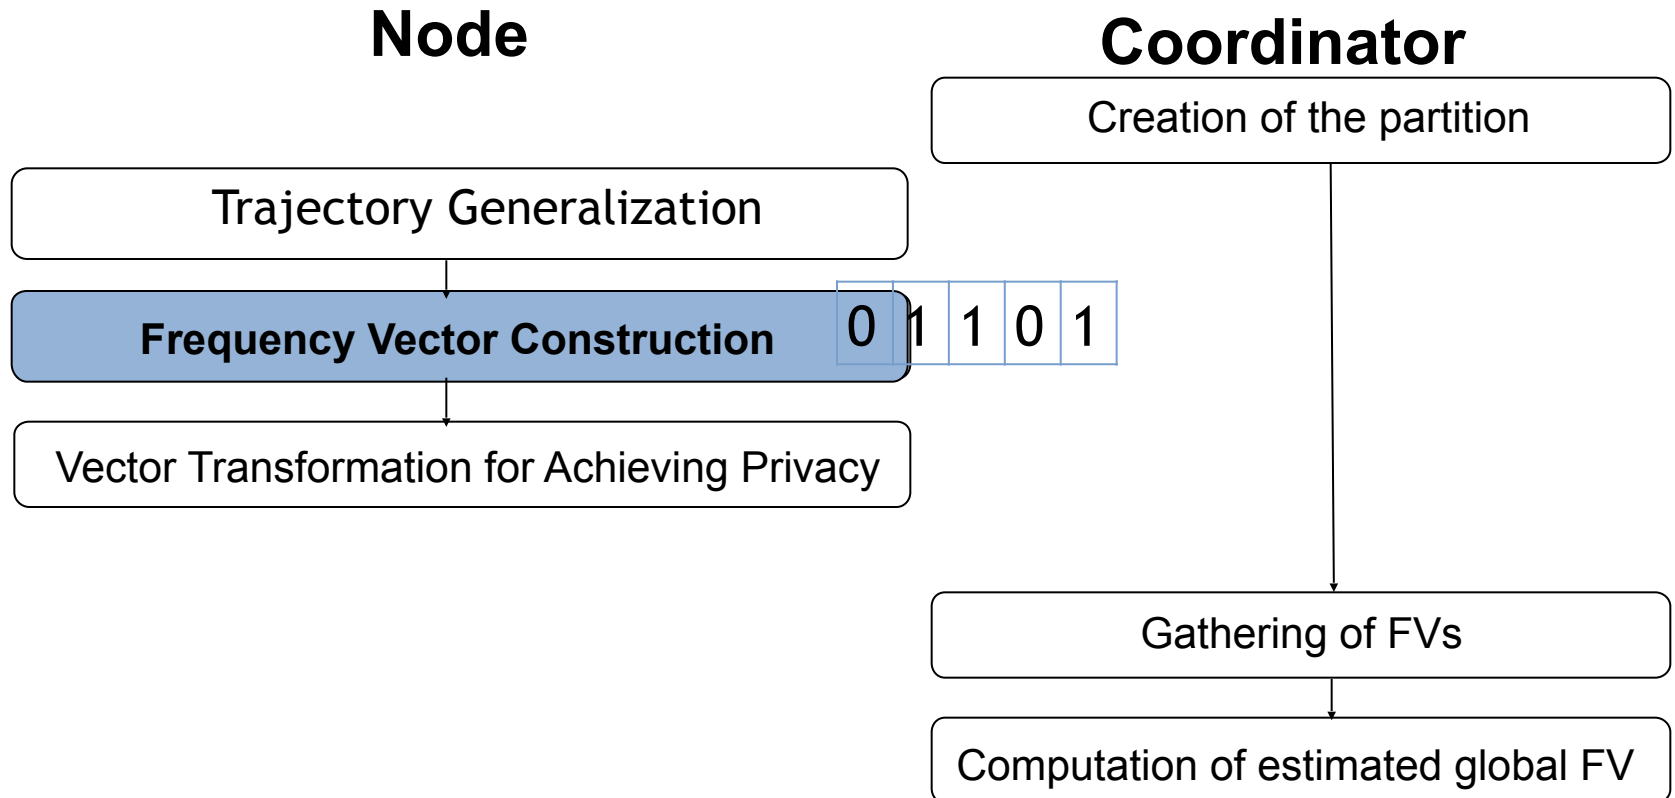 Node
Coordinator
Creation of the partition
Trajectory Generalization
Frequency Vector Construction
0 1 1 0 1
Vector Transformation for Achieving Privacy
Gathering of FVs
Computation of estimated global FV